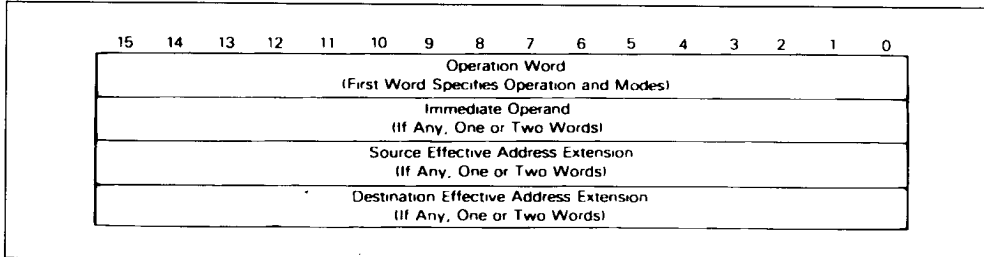 15 14 13 12 11 10 9 8 7 6 5 4 3 2 1 0
Operation Word
(First Word Specifies Operation and Modes)
Immediate Operand
(If Any, One or Two Words)
Source Effective Address Extension
(If Any, One or Two Words)
Destination Effective Address Extension
(If Any, One or Two Words)